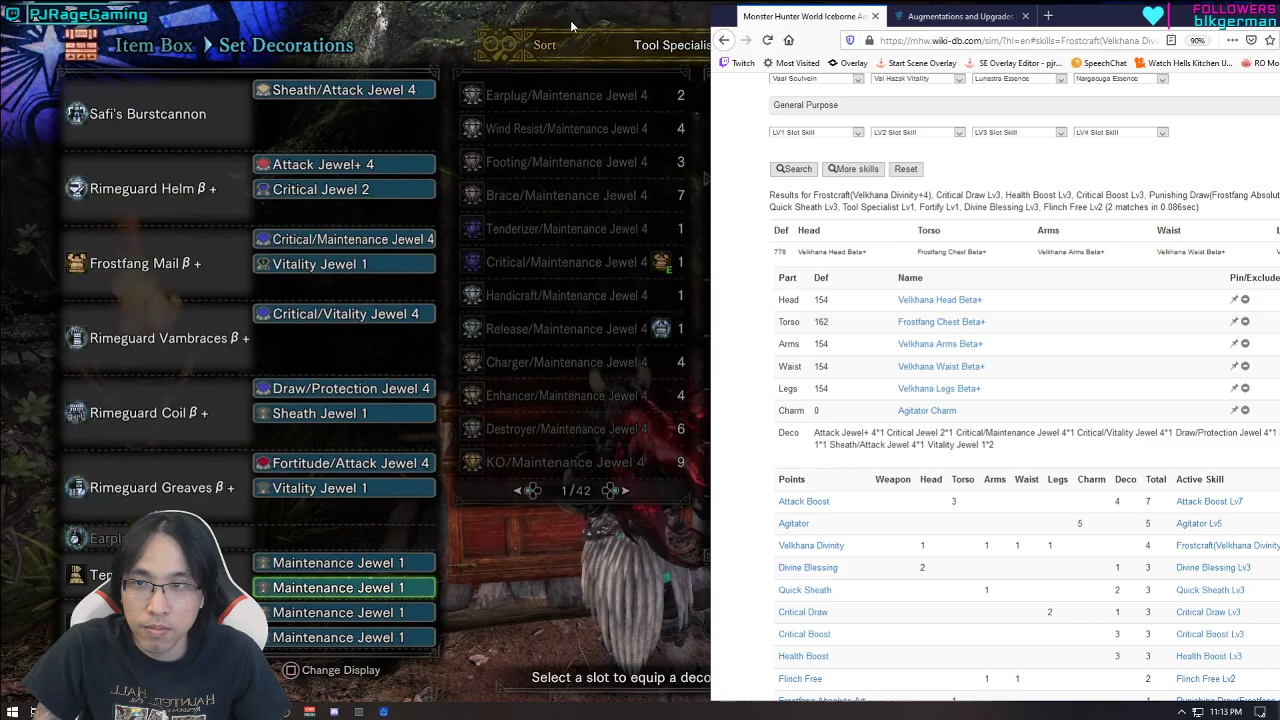 PJRageGaming
Item Box Set Decorations
Sort Tool Specialis
Safi's Burstcannon
Sheath/Attack Jewel 4
Rimeguard Helm β +
Attack Jewel+ 4
Critical Jewel 2
Frostfang Mail β +
Critical/Maintenance Jewel 4
Vitality Jewel 1
Rimeguard Vambraces β +
Critical/Vitality Jewel 4
Rimeguard Coil β +
Draw/Protection Jewel 4
Sheath Jewel 1
Rimeguard Greaves β +
Fortitude/Attack Jewel 4
Vitality Jewel 1
Earpl
Maintenance Jewel 1
Maintenance Jewel 1
Maintenance Jewel 1
Maintenance Jewel 1
Change Display
Earplug/Maintenance Jewel 4 2
Wind Resist/Maintenance Jewel 4 4
Footing/Maintenance Jewel 4 3
Brace/Maintenance Jewel 4 7
Tenderizer/Maintenance Jewel 4 1
Critical/Maintenance Jewel 4 E 1
Handicraft/Maintenance Jewel 4 1
Release/Maintenance Jewel 4 1
Charger/Maintenance Jewel 4 4
Enhancer/Maintenance Jewel 4 4
Destroyer/Maintenance Jewel 4 6
KO/Maintenance Jewel 4 9
1/42
Select a slot to equip a deco
Monster Hunter World Iceborne Ar
Augmentations and Upgrades
FOLLOWERS
blkgerman
https://mhw.wiki-db.com/sim/?hl=en#skills=Frostcraft(Velkhana Divin
90%
Twitch Most Visited Overlay Start Scene Overlay SE Overlay Editor - pjr... SpeechChat Watch Hells Kitchen U... RO Mo
Vaal Soulvein Val Hazak Vitality Lunastra Essence Nargacuga Essence
General Purpose
LV1 Slot Skill LV2 Slot Skill LV3 Slot Skill LV4 Slot Skill
Search More skills Reset
Results for Frostcraft(Velkhana Divinity+4), Critical Draw Lv3, Health Boost Lv3, Critical Boost Lv3, Punishing Draw(Frostfang Absolut
Quick Sheath Lv3, Tool Specialist Lv1, Fortify Lv1, Divine Blessing Lv3, Flinch Free Lv2 (2 matches in 0.086sec)
Def Head Torso Arms Waist L
778 Velkhana Head Beta+ Frostfang Chest Beta+ Velkhana Arms Beta+ Velkhana Waist Beta+
Part Def Name Pin/Exclude
Head 154 Velkhana Head Beta+
Torso 162 Frostfang Chest Beta+
Arms 154 Velkhana Arms Beta+
Waist 154 Velkhana Waist Beta+
Legs 154 Velkhana Legs Beta+
Charm 0 Agitator Charm
Deco Attack Jewel+ 4*1 Critical Jewel 2*1 Critical/Maintenance Jewel 4*1 Critical/Vitality Jewel 4*1 Draw/Protection Jewel 4*1
1*1 Sheath/Attack Jewel 4*1 Vitality Jewel 1*2
Points Weapon Head Torso Arms Waist Legs Charm Deco Total Active Skill
Attack Boost 3 4 7 Attack Boost Lv7
Agitator 5 5 Agitator Lv5
Velkhana Divinity 1 1 1 1 4 Frostcraft(Velkhana Divinity
Divine Blessing 2 1 3 Divine Blessing Lv3
Quick Sheath 1 2 3 Quick Sheath Lv3
Critical Draw 2 1 3 Critical Draw Lv3
Critical Boost 3 3 Critical Boost Lv3
Health Boost 3 3 Health Boost Lv3
Flinch Free 1 1 2 Flinch Free Lv2
11:13 PM